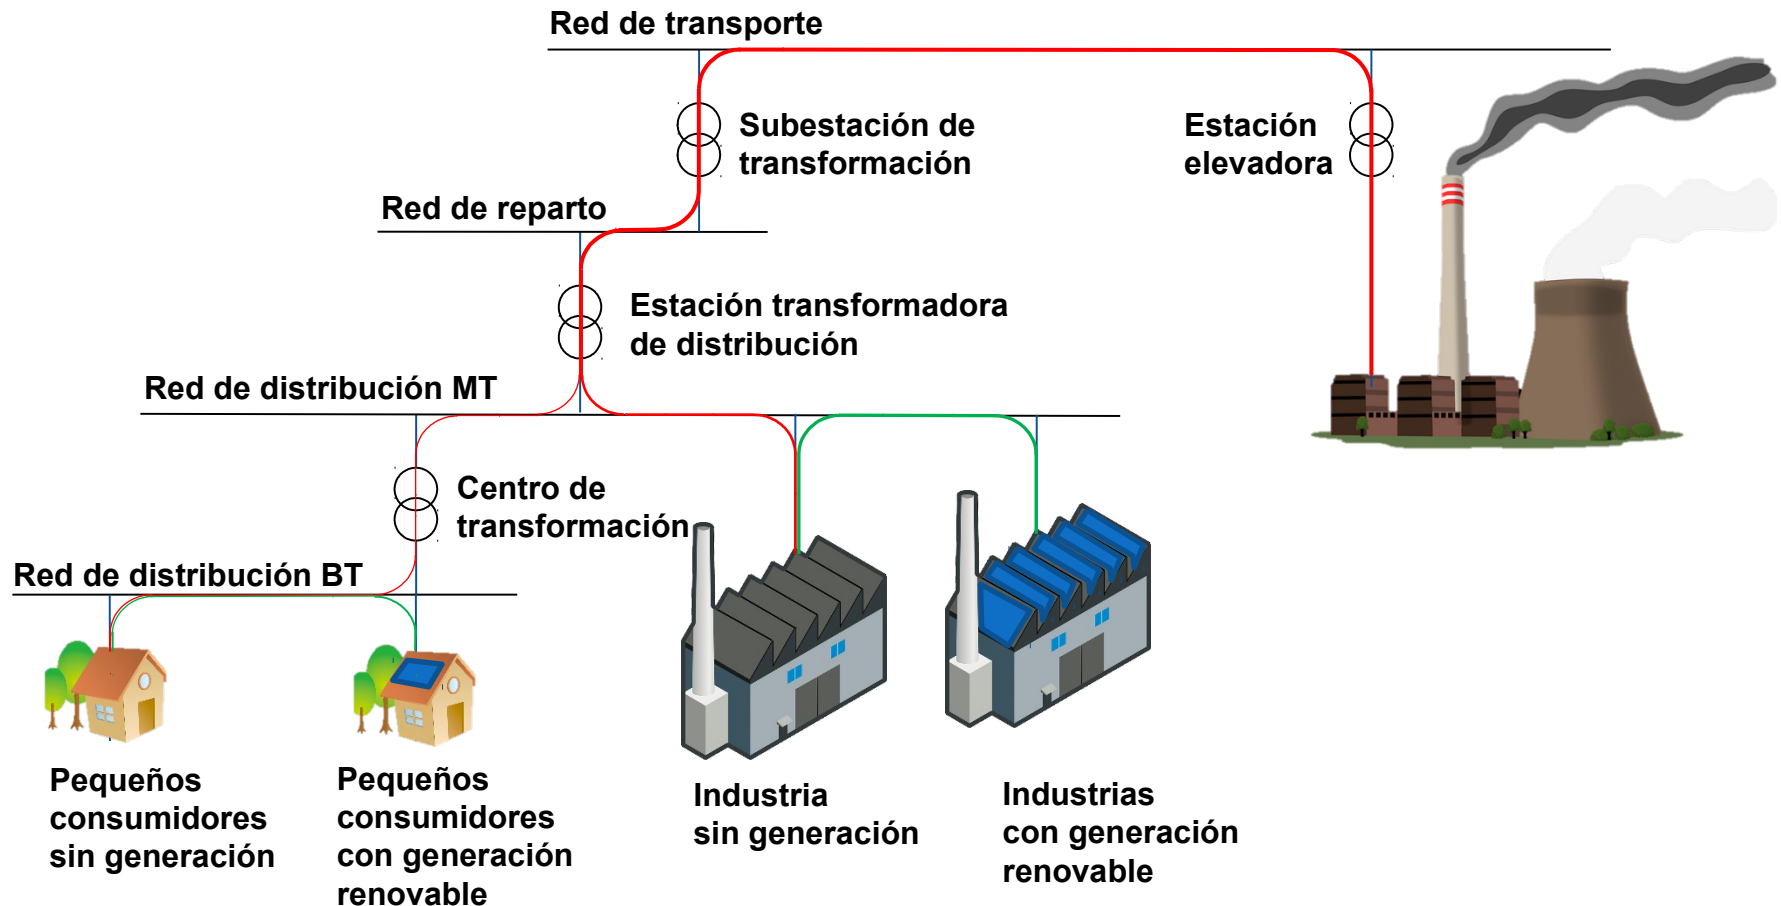 Red de transporte
Subestación de
transformación
Estación
elevadora
Red de reparto
Estación transformadora
de distribución
Red de distribución MT
Centro de
transformación
Red de distribución BT
Pequeños
consumidores
sin generación
Pequeños
consumidores
con generación
renovable
Industria
sin generación
Industrias
con generación
renovable